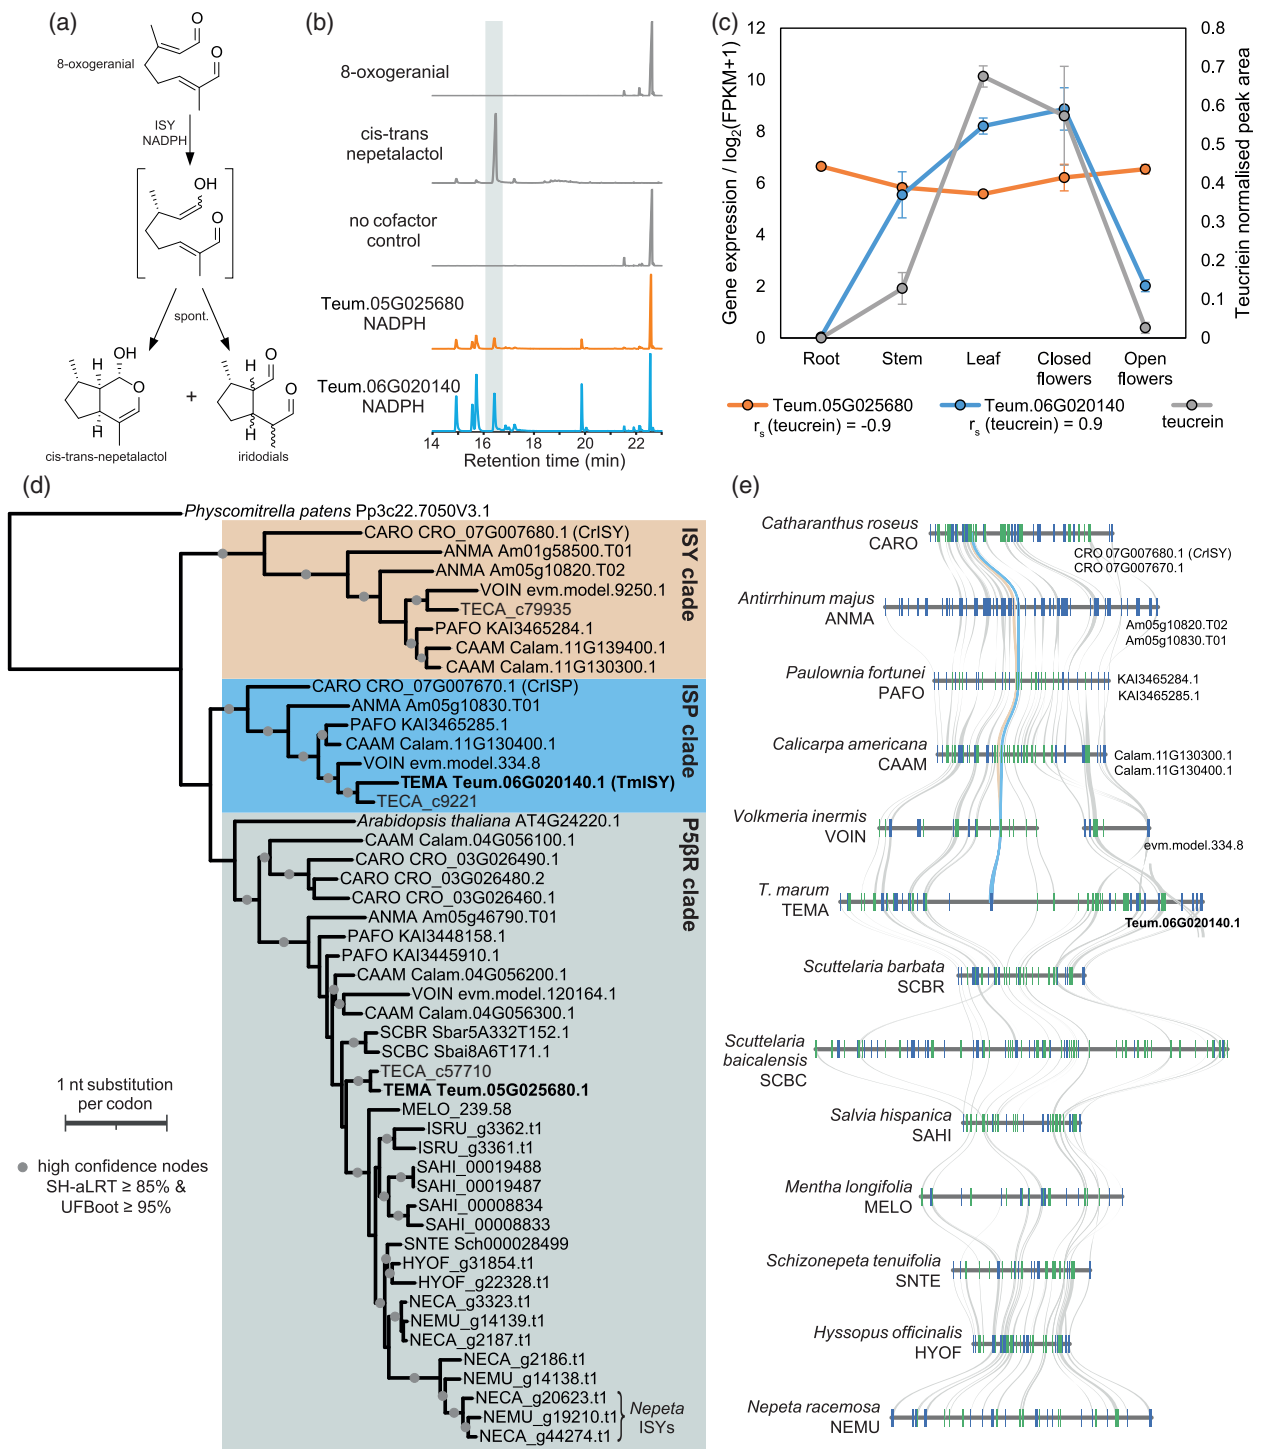 (a)
8-oxogeranial
O
O
ISY
NADPH
OH
O
spont.
OH
H
O
H
H
O
O
H
+
cis-trans-nepetalactol
iridodials
(b)
8-oxogeranial
cis-trans
nepetalactol
no cofactor
control
Teum.05G025680
NADPH
Teum.06G020140
NADPH
14 16 18 20 22
Retention time (min)
(c)
Gene expression / log2(FPKM+1)
12
10
8
6
4
2
0
Teucriein normalised peak area
0.8
0.7
0.6
0.5
0.4
0.3
0.2
0.1
0
Root
Stem
Leaf
Closed
flowers
Open
flowers
Teum.05G025680
rs (teucrein) = -0.9
Teum.06G020140
rs (teucrein) = 0.9
teucrein
(d)
Physcomitrella patens Pp3c22.7050V3.1
CARO CRO_07G007680.1 (CrISY)
ANMA Am01g58500.T01
ANMA Am05g10820.T02
VOIN evm.model.9250.1
TECA_c79935
PAFO KAI3465284.1
CAAM Calam.11G139400.1
CAAM Calam.11G130300.1
ISY clade
CARO CRO_07G007670.1 (CrISP)
ANMA Am05g10830.T01
PAFO KAI3465285.1
CAAM Calam.11G130400.1
VOIN evm.model.334.8
TEMA Teum.06G020140.1 (TmISY)
TECA_c9221
ISP clade
Arabidopsis thaliana AT4G24220.1
CAAM Calam.04G056100.1
CARO CRO_03G026490.1
CARO CRO_03G026480.2
CARO CRO_03G026460.1
ANMA Am05g46790.T01
PAFO KAI3448158.1
PAFO KAI3445910.1
CAAM Calam.04G056200.1
VOIN evm.model.120164.1
CAAM Calam.04G056300.1
SCBR Sbar5A332T152.1
SCBC Sbai8A6T171.1
TECA_c57710
TEMA Teum.05G025680.1
MELO_239.58
ISRU_g3362.t1
ISRU_g3361.t1
SAHI_00019488
SAHI_00019487
SAHI_00008834
SAHI_00008833
SNTE Sch000028499
HYOF_g31854.t1
HYOF_g22328.t1
NECA_g3323.t1
NEMU_g14139.t1
NECA_g2187.t1
NECA_g2186.t1
NEMU_g14138.t1
NECA_g20623.t1
NEMU_g19210.t1
NECA_g44274.t1
Nepeta
ISYs
P5βR clade
1 nt substitution
per codon
high confidence nodes
SH-aLRT ≥ 85% &
UFBoot ≥ 95%
(e)
Catharanthus roseus
CARO
CRO 07G007680.1 (CrISY)
CRO 07G007670.1
Antirrhinum majus
ANMA
Am05g10820.T02
Am05g10830.T01
Paulownia fortunei
PAFO
KAI3465284.1
KAI3465285.1
Calicarpa americana
CAAM
Calam.11G130300.1
Calam.11G130400.1
Volkmeria inermis
VOIN
evm.model.334.8
T. marum
TEMA
Teum.06G020140.1
Scuttelaria barbata
SCBR
Scuttelaria
baicalensis
SCBC
Salvia hispanica
SAHI
Mentha longifolia
MELO
Schizonepeta tenuifolia
SNTE
Hyssopus officinalis
HYOF
Nepeta racemosa
NEMU